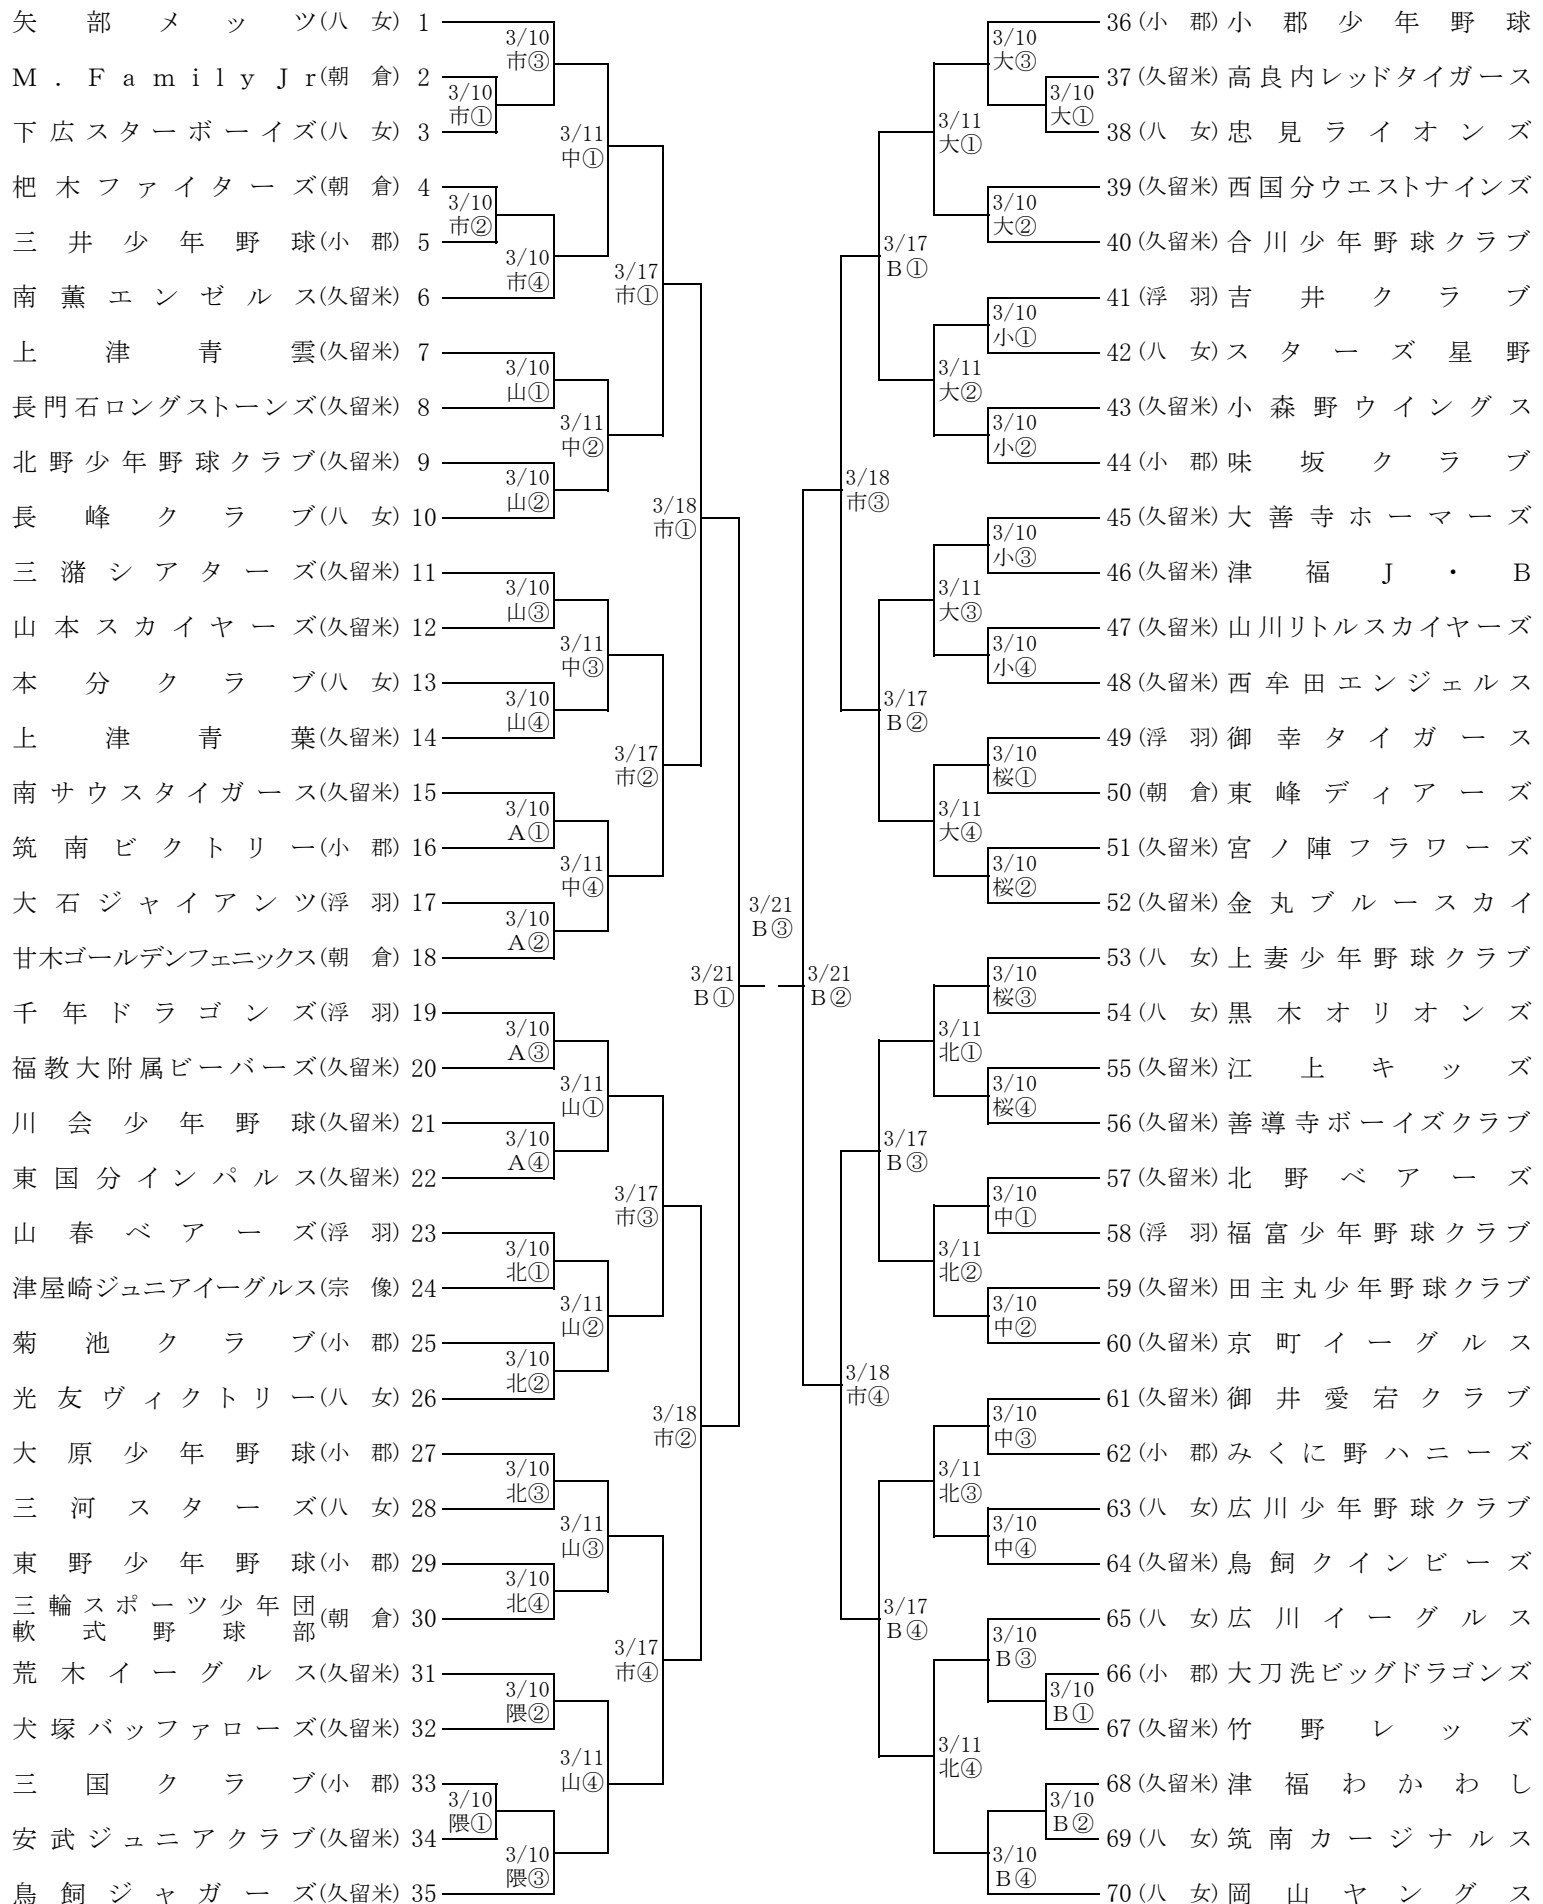 矢部メッツ(八女) 1
M.FamilyJr(朝倉) 2
下広スターボーイズ(八女) 3
杷木ファイターズ(朝倉) 4
三井少年野球(小郡) 5
南薫エンゼルス(久留米) 6
上津青雲(久留米) 7
長門石ロングストーンズ(久留米) 8
北野少年野球クラブ(久留米) 9
長峰クラブ(八女) 10
三潴シアターズ(久留米) 11
山本スカイヤーズ(久留米) 12
本分クラブ(八女) 13
上津青葉(久留米) 14
南サウスタイガース(久留米) 15
筑南ビクトリー(小郡) 16
大石ジャイアンツ(浮羽) 17
甘木ゴールデンフェニックス(朝倉) 18
千年ドラゴンズ(浮羽) 19
福教大附属ビーバーズ(久留米) 20
川会少年野球(久留米) 21
東国分インパルス(久留米) 22
山春ベアーズ(浮羽) 23
津屋崎ジュニアイーグルス(宗像) 24
菊池クラブ(小郡) 25
光友ヴィクトリー(八女) 26
大原少年野球(小郡) 27
三河スターズ(八女) 28
東野少年野球(小郡) 29
三輪スポーツ少年団
軟式野球部(朝倉) 30
荒木イーグルス(久留米) 31
犬塚バッファローズ(久留米) 32
三国クラブ(小郡) 33
安武ジュニアクラブ(久留米) 34
鳥飼ジャガーズ(久留米) 35
3/10
市①
3/10
市②
3/10
隈①
3/10
市③
3/10
市④
3/10
山①
3/10
山②
3/10
山③
3/10
山④
3/10
A①
3/10
A②
3/10
A③
3/10
A④
3/10
北①
3/10
北②
3/10
北③
3/10
北④
3/10
隈②
3/10
隈③
3/11
中①
3/11
中②
3/11
中③
3/11
中④
3/11
山①
3/11
山②
3/11
山③
3/11
山④
3/17
市①
3/17
市②
3/17
市③
3/17
市④
3/18
市①
3/18
市②
3/21
B①
3/21
B③
3/21
B②
3/18
市③
3/18
市④
3/17
B①
3/17
B②
3/17
B③
3/17
B④
3/11
大①
3/11
大②
3/11
大③
3/11
大④
3/11
北①
3/11
北②
3/11
北③
3/11
北④
3/10
大③
3/10
大②
3/10
小①
3/10
小②
3/10
小③
3/10
小④
3/10
桜①
3/10
桜②
3/10
桜③
3/10
桜④
3/10
中①
3/10
中②
3/10
中③
3/10
中④
3/10
B③
3/10
B④
3/10
大①
3/10
B①
3/10
B②
36 (小郡) 小郡少年野球
37 (久留米) 高良内レッドタイガース
38 (八女) 忠見ライオンズ
39 (久留米) 西国分ウエストナインズ
40 (久留米) 合川少年野球クラブ
41 (浮羽) 吉井クラブ
42 (八女) スターズ星野
43 (久留米) 小森野ウイングス
44 (小郡) 味坂クラブ
45 (久留米) 大善寺ホーマーズ
46 (久留米) 津福J・B
47 (久留米) 山川リトルスカイヤーズ
48 (久留米) 西牟田エンジェルス
49 (浮羽) 御幸タイガース
50 (朝倉) 東峰ディアーズ
51 (久留米) 宮ノ陣フラワーズ
52 (久留米) 金丸ブルースカイ
53 (八女) 上妻少年野球クラブ
54 (八女) 黒木オリオンズ
55 (久留米) 江上キッズ
56 (久留米) 善導寺ボーイズクラブ
57 (久留米) 北野ベアーズ
58 (浮羽) 福富少年野球クラブ
59 (久留米) 田主丸少年野球クラブ
60 (久留米) 京町イーグルス
61 (久留米) 御井愛宕クラブ
62 (小郡) みくに野ハニーズ
63 (八女) 広川少年野球クラブ
64 (久留米) 鳥飼クインビーズ
65 (八女) 広川イーグルス
66 (小郡) 大刀洗ビッグドラゴンズ
67 (久留米) 竹野レッズ
68 (久留米) 津福わかわし
69 (八女) 筑南カージナルス
70 (八女) 岡山ヤングス